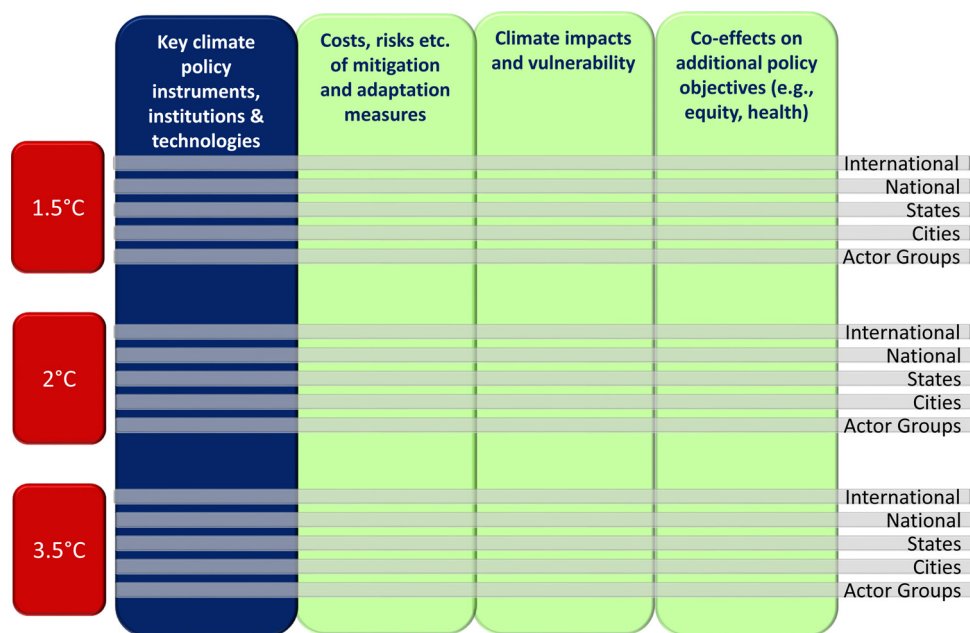 Key climate
policy
instruments,
institutions &
technologies
Costs, risks etc.
of mitigation
and adaptation
measures
Climate impacts
and vulnerability
Co-effects on
additional policy
objectives (e.g.,
equity, health)
1.5°C
International
National
States
Cities
Actor Groups
2°C
International
National
States
Cities
Actor Groups
3.5°C
International
National
States
Cities
Actor Groups